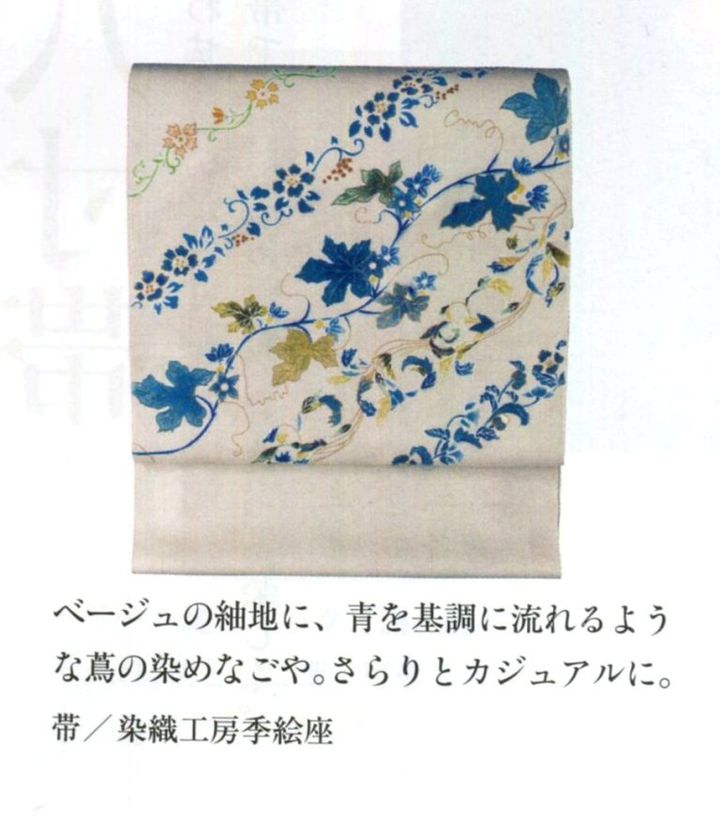 ベージュの紬地に、青を基調に流れるよう
な蔦の染めなごや。さらりとカジュアルに。
帯／染織工房季絵座